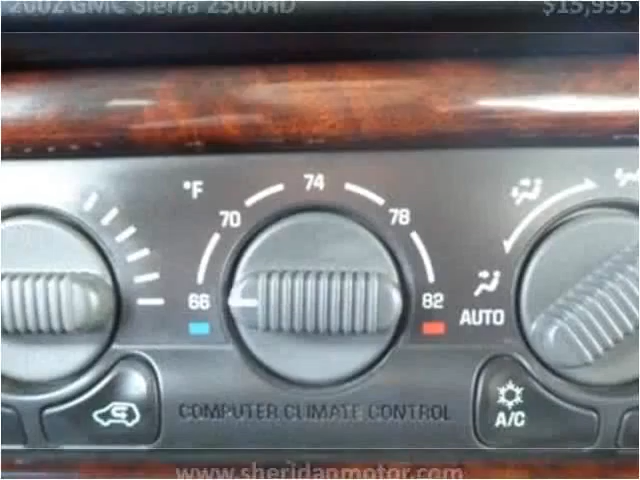 2002 GMC Sierra 2500HD $15,995
°F
74
70
78
66
82
AUTO
COMPUTER CLIMATE CONTROL
A/C
www.sheridanmotor.com